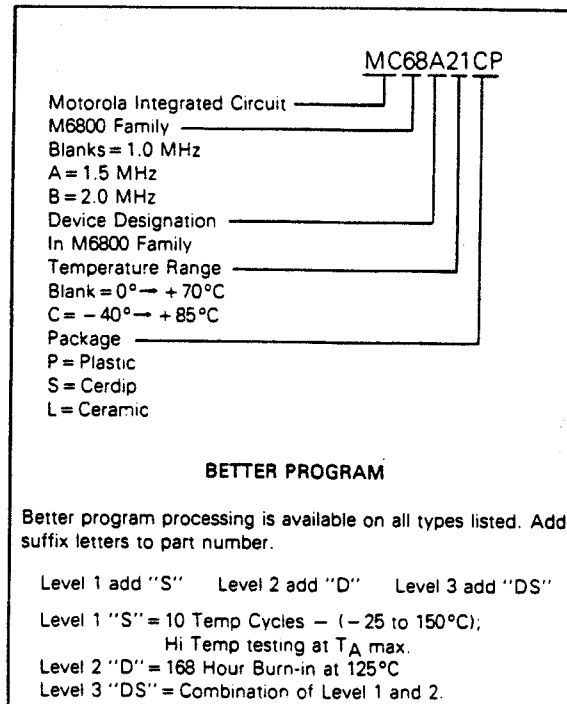 MC68A21CP
Motorola Integrated Circuit
M6800 Family
Blanks = 1.0 MHz
A = 1.5 MHz
B = 2.0 MHz
Device Designation
In M6800 Family
Temperature Range
Blank = 0° → + 70°C
C = – 40° → + 85°C
Package
P = Plastic
S = Cerdip
L = Ceramic
BETTER PROGRAM
Better program processing is available on all types listed. Add
suffix letters to part number.
Level 1 add "S" Level 2 add "D" Level 3 add "DS"
Level 1 "S" = 10 Temp Cycles – (– 25 to 150°C);
Hi Temp testing at TA max.
Level 2 "D" = 168 Hour Burn-in at 125°C
Level 3 "DS" = Combination of Level 1 and 2.